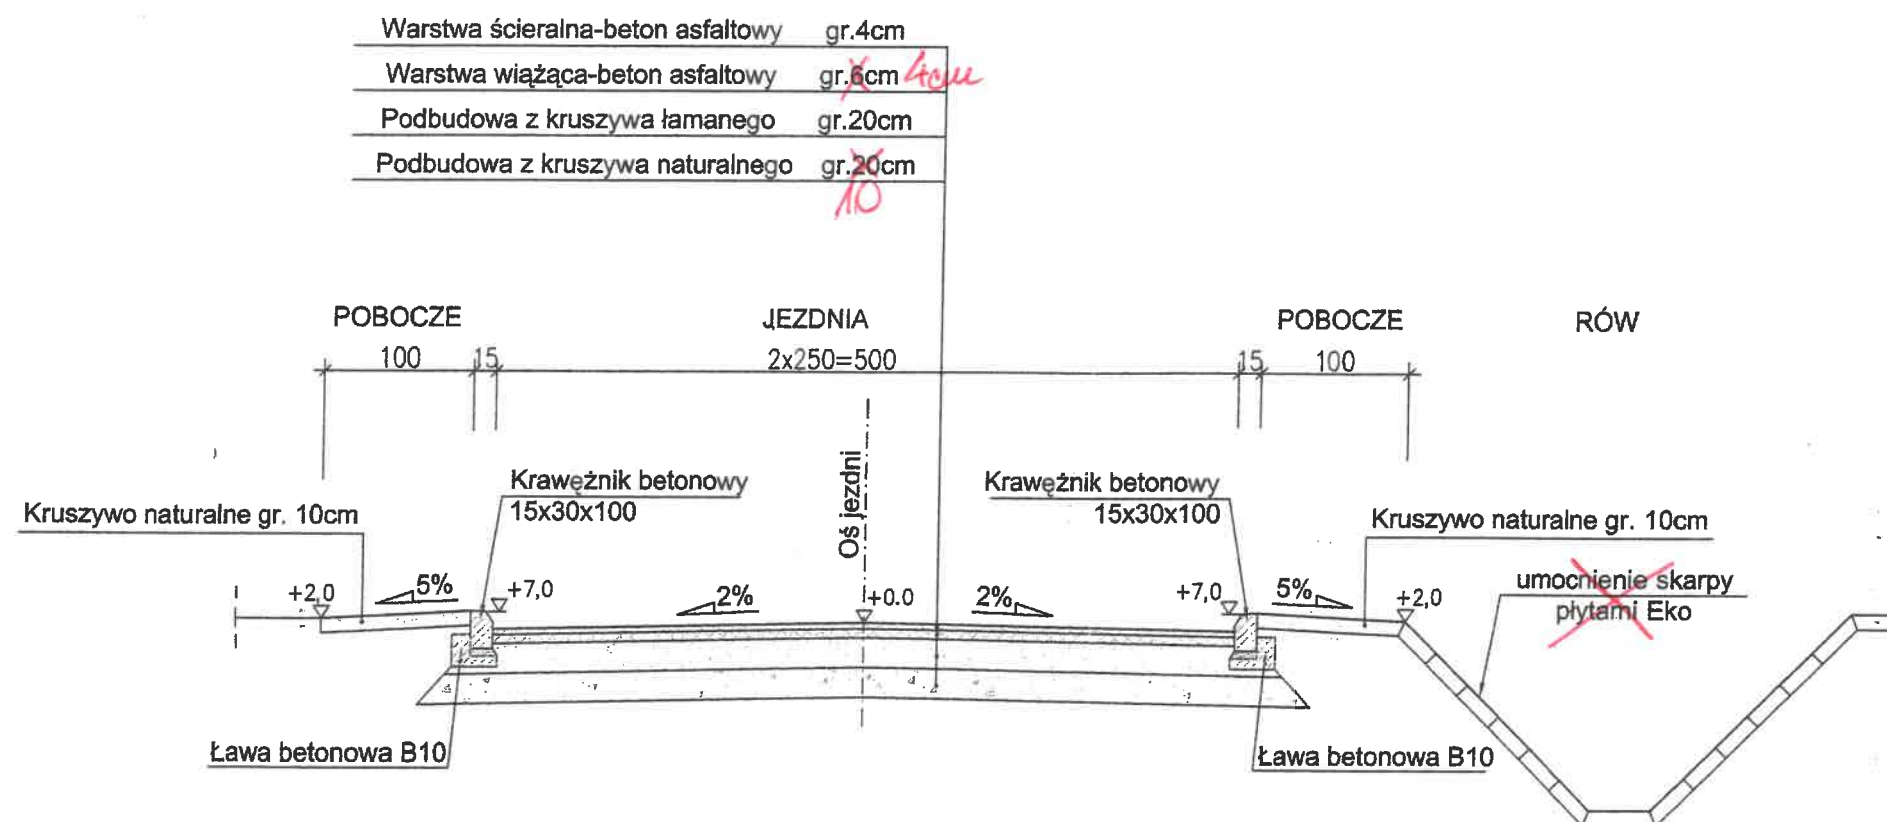 Warstwa ścieralna-beton asfaltowy gr.4cm
Warstwa wiążąca-beton asfaltowy gr.6cm 4cm
Podbudowa z kruszywa łamanego gr.20cm
Podbudowa z kruszywa naturalnego gr.20cm
10
POBOCZE JEZDNIA POBOCZE RÓW
100 15 2x250=500 15 100
Oś jezdni
Krawężnik betonowy
15x30x100
Krawężnik betonowy
15x30x100
Kruszywo naturalne gr. 10cm
Kruszywo naturalne gr. 10cm
umocnienie skarpy
płytami Eko
+2,0 5% +7,0 2% +0.0 2% +7,0 5% +2,0
Ława betonowa B10
Ława betonowa B10